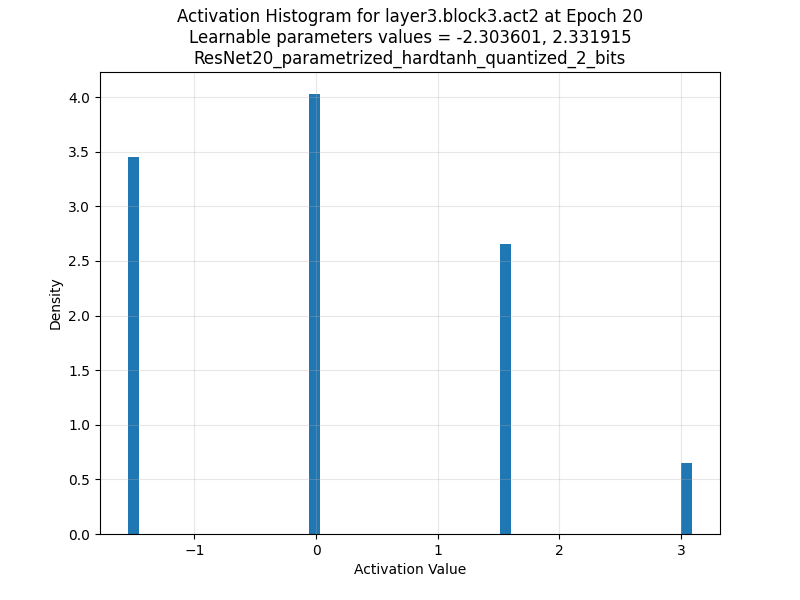 Activation Histogram for layer3.block3.act2 at Epoch 20
Learnable parameters values = -2.303601, 2.331915
ResNet20_parametrized_hardtanh_quantized_2_bits
4.0
3.5
3.0
2.5
2.0
1.5
1.0
0.5
0.0
Density
−1
0
1
2
3
Activation Value